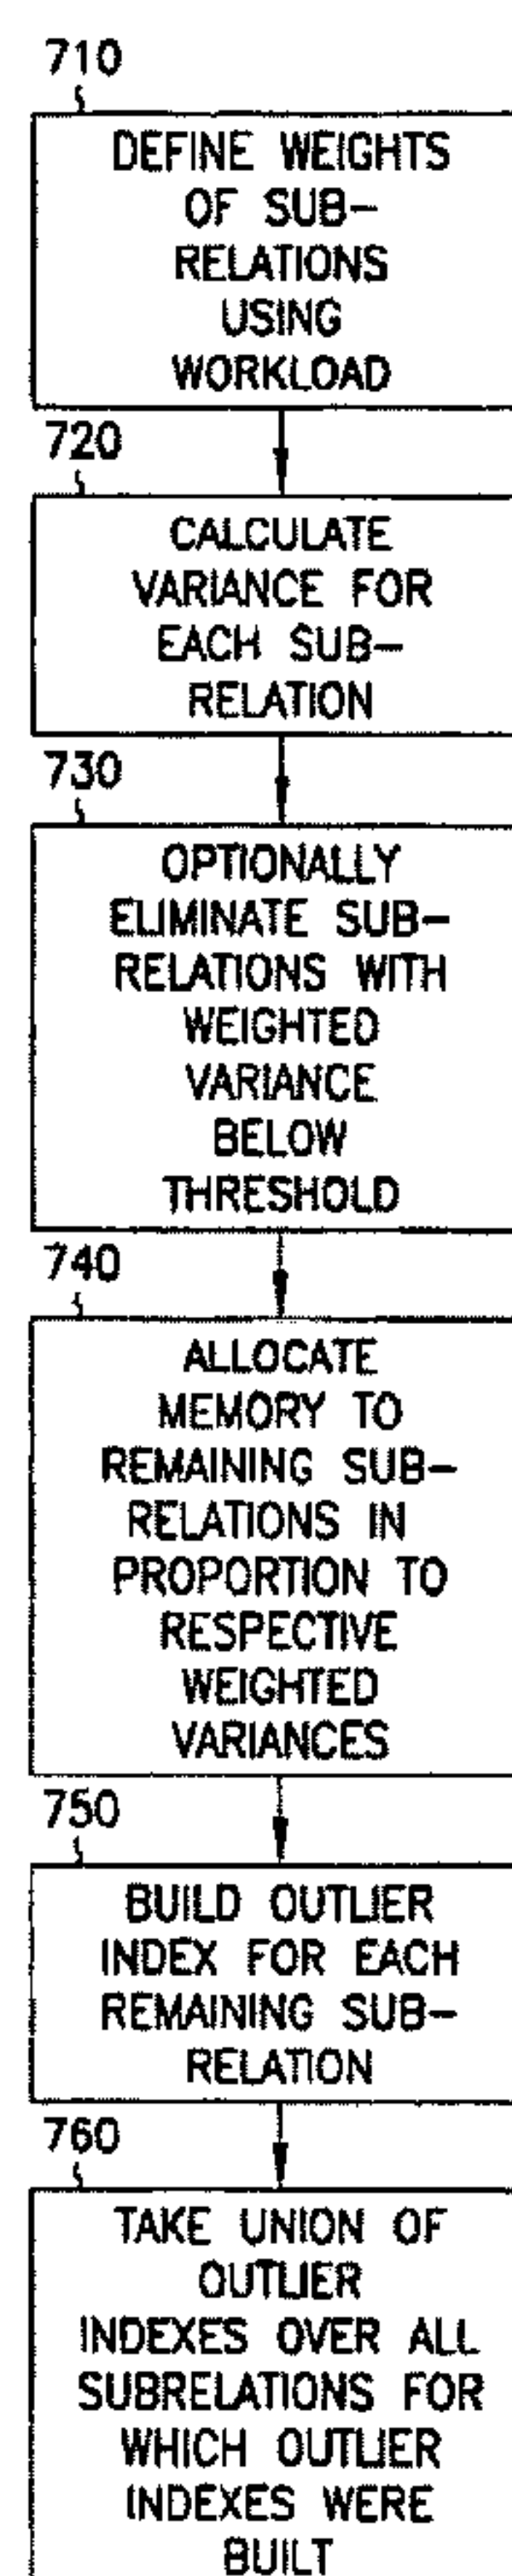 710
DEFINE WEIGHTS
OF SUB-
RELATIONS
USING
WORKLOAD
720
CALCULATE
VARIANCE FOR
EACH SUB-
RELATION
730
OPTIONALLY
ELIMINATE SUB-
RELATIONS WITH
WEIGHTED
VARIANCE
BELOW
THRESHOLD
740
ALLOCATE
MEMORY TO
REMAINING SUB-
RELATIONS IN
PROPORTION TO
RESPECTIVE
WEIGHTED
VARIANCES
750
BUILD OUTLIER
INDEX FOR EACH
REMAINING SUB-
RELATION
760
TAKE UNION OF
OUTLIER
INDEXES OVER ALL
SUBRELATIONS FOR
WHICH OUTLIER
INDEXES WERE
BUILT